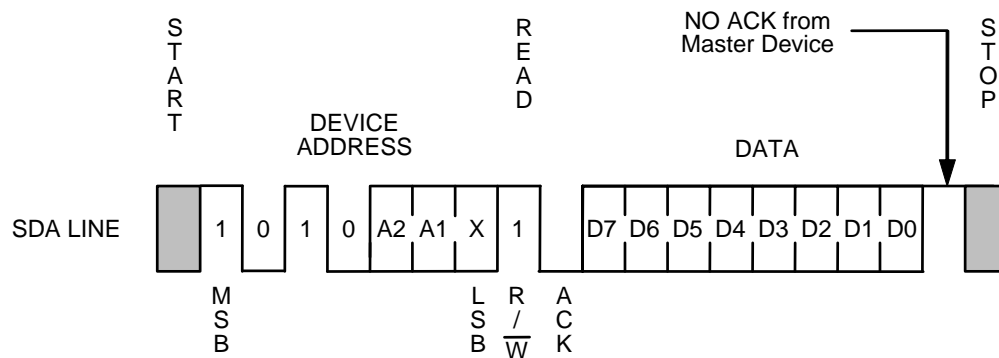 START
READ
NO ACK from
Master Device
STOP
DEVICE
ADDRESS
DATA
SDA LINE
1 0 1 0 A2 A1 X 1 D7 D6 D5 D4 D3 D2 D1 D0
MSB
LSB
R/W̅
ACK